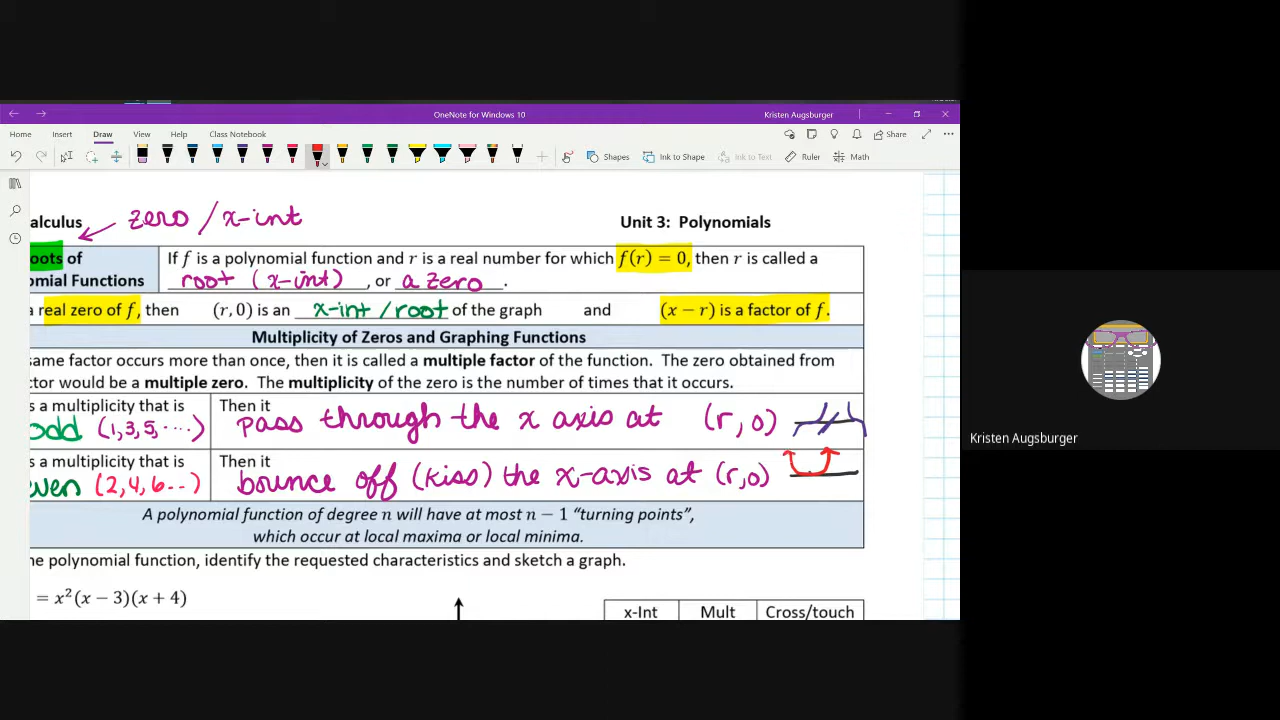 OneNote for Windows 10
Kristen Augsburger
Home Insert Draw View Help Class Notebook
Share
Shapes Ink to Shape Ink to Text Ruler Math
alculus zero / x-int Unit 3: Polynomials
oots of
omial Functions
If f is a polynomial function and r is a real number for which f(r) = 0, then r is called a
root (x-int), or a zero.
a real zero of f, then (r, 0) is an x-int/root of the graph and (x − r) is a factor of f.
Multiplicity of Zeros and Graphing Functions
same factor occurs more than once, then it is called a multiple factor of the function. The zero obtained from
ctor would be a multiple zero. The multiplicity of the zero is the number of times that it occurs.
s a multiplicity that is
odd (1,3,5, ....)
Then it
pass through the x axis at (r,0)
s a multiplicity that is
even (2,4,6...)
Then it
bounce off (kiss) the x-axis at (r,0)
A polynomial function of degree n will have at most n − 1 “turning points”,
which occur at local maxima or local minima.
he polynomial function, identify the requested characteristics and sketch a graph.
= x²(x − 3)(x + 4)
x-Int Mult Cross/touch
Kristen Augsburger